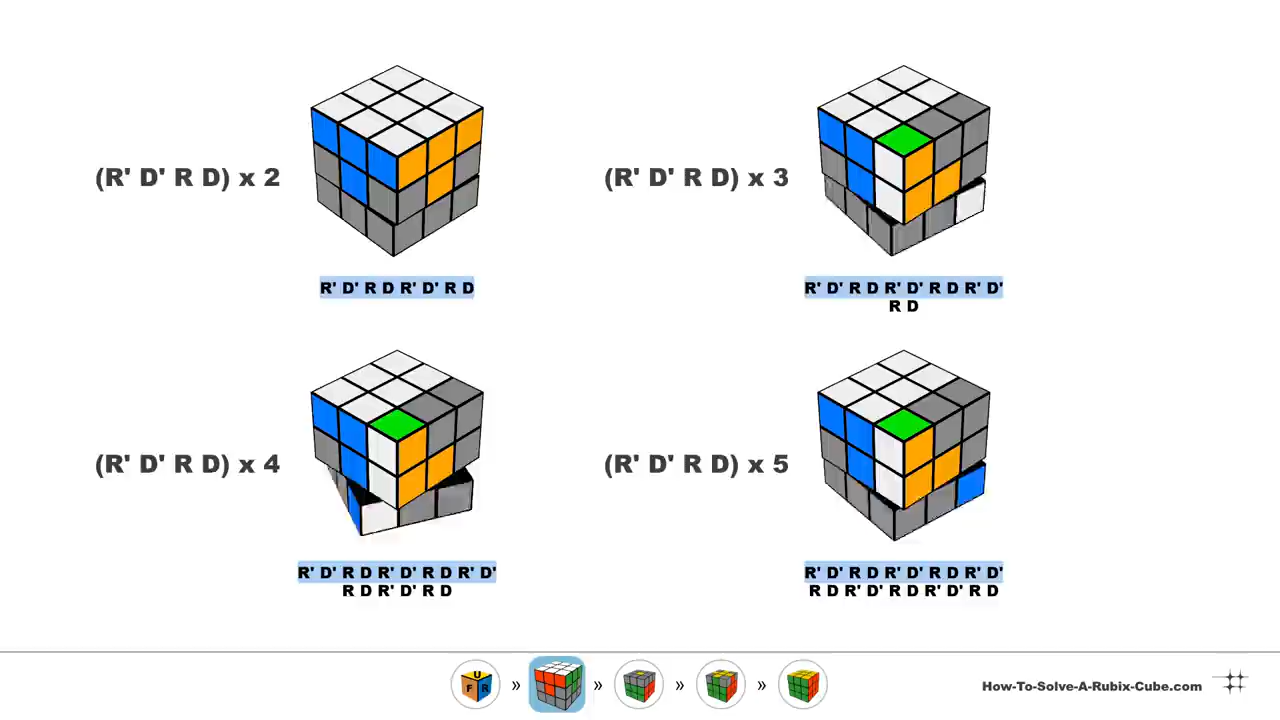 (R' D' R D) x 2
R' D' R D R' D' R D
(R' D' R D) x 3
R' D' R D R' D' R D R' D'
R D
(R' D' R D) x 4
R' D' R D R' D' R D R' D'
R D R' D' R D
(R' D' R D) x 5
R' D' R D R' D' R D R' D'
R D R' D' R D R' D' R D
U
F R
» » » »
How-To-Solve-A-Rubix-Cube.com